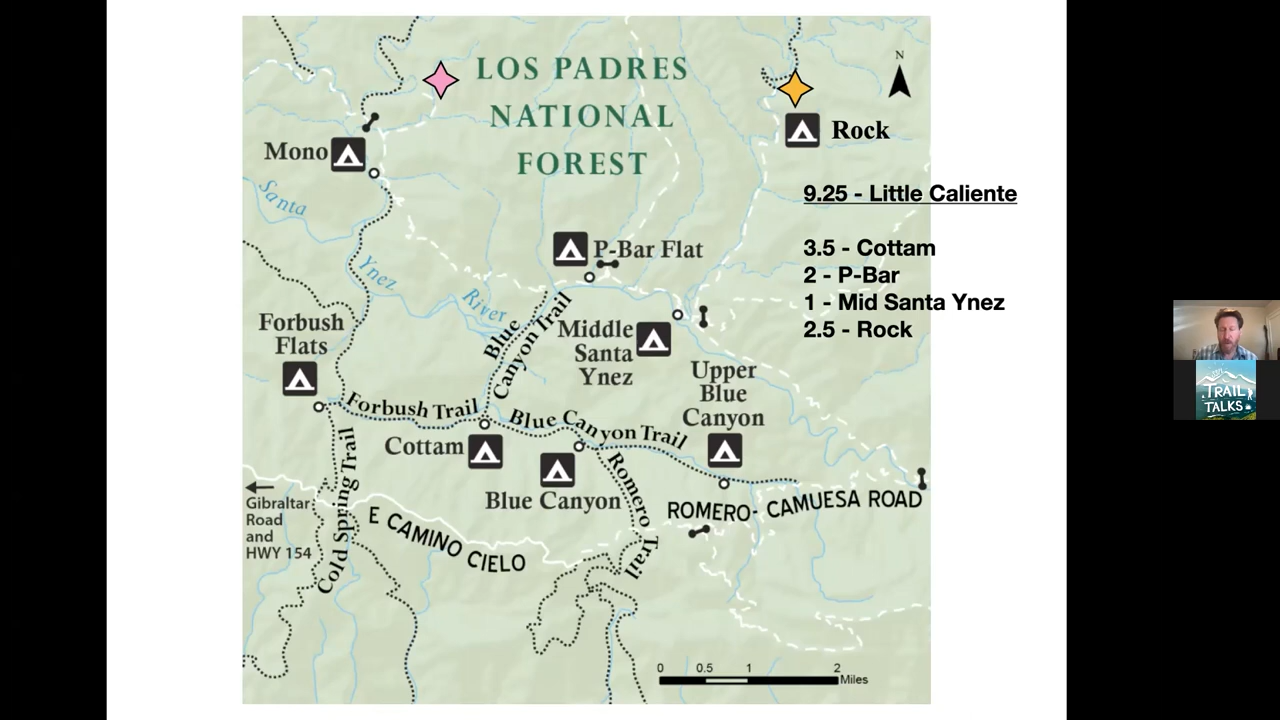 LOS PADRES
NATIONAL
FOREST
N
Mono
Rock
9.25 - Little Caliente
Santa
Ynez
River
3.5 - Cottam
2 - P-Bar
1 - Mid Santa Ynez
2.5 - Rock
P-Bar Flat
Blue
Canyon Trail
Forbush
Flats
Middle
Santa
Ynez
Upper
Blue
Canyon
Forbush Trail
Blue Canyon Trail
Cottam
Blue Canyon
Cold Spring Trail
Romero Trail
ROMERO- CAMUESA ROAD
Gibraltar
Road
and
HWY 154
E CAMINO CIELO
0 0.5 1 2
Miles
TRAIL
TALKS